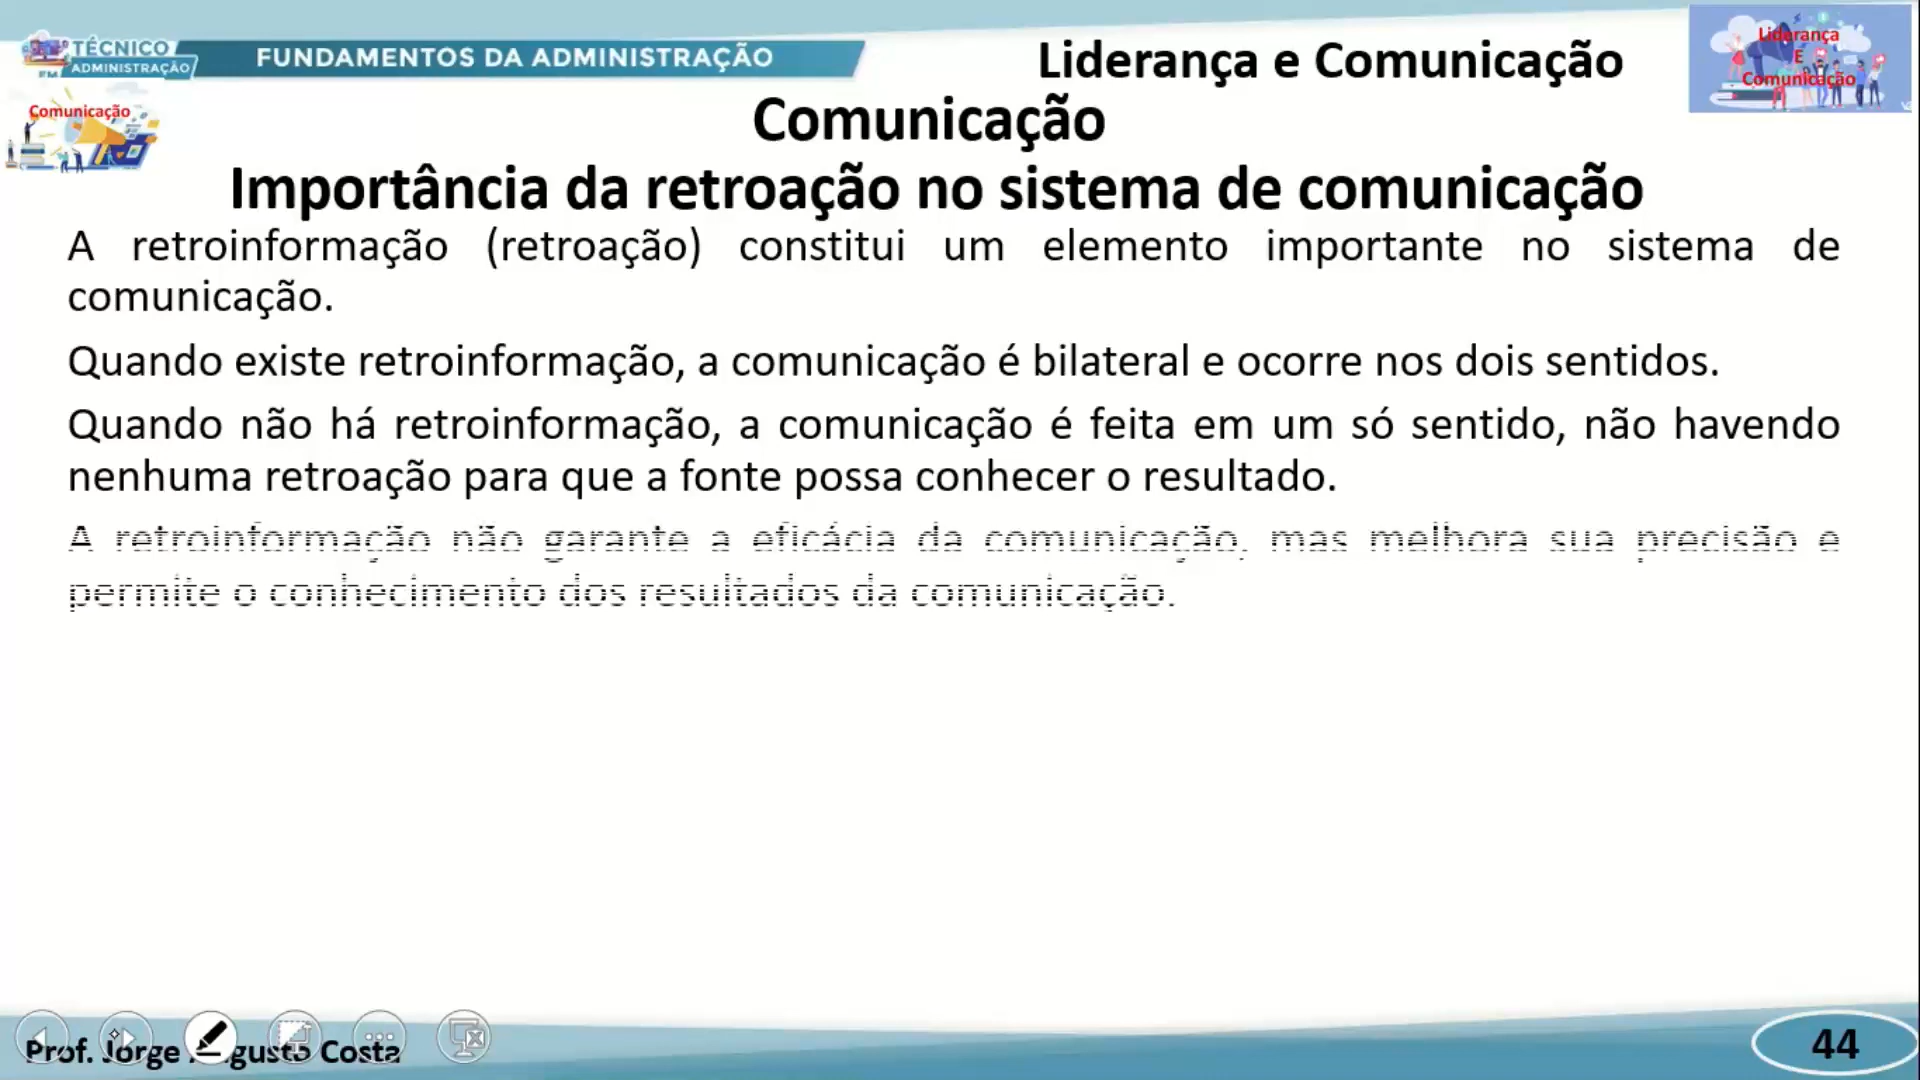 TÉCNICO
EM ADMINISTRAÇÃO
FUNDAMENTOS DA ADMINISTRAÇÃO
Liderança e Comunicação
Liderança
E
Comunicação
Comunicação
Comunicação
Importância da retroação no sistema de comunicação
A retroinformação (retroação) constitui um elemento importante no sistema de
comunicação.
Quando existe retroinformação, a comunicação é bilateral e ocorre nos dois sentidos.
Quando não há retroinformação, a comunicação é feita em um só sentido, não havendo
nenhuma retroação para que a fonte possa conhecer o resultado.
A retroinformação não garante a eficácia da comunicação, mas melhora sua precisão e
permite o conhecimento dos resultados da comunicação.
Prof. Jorge Augusto Costa
44